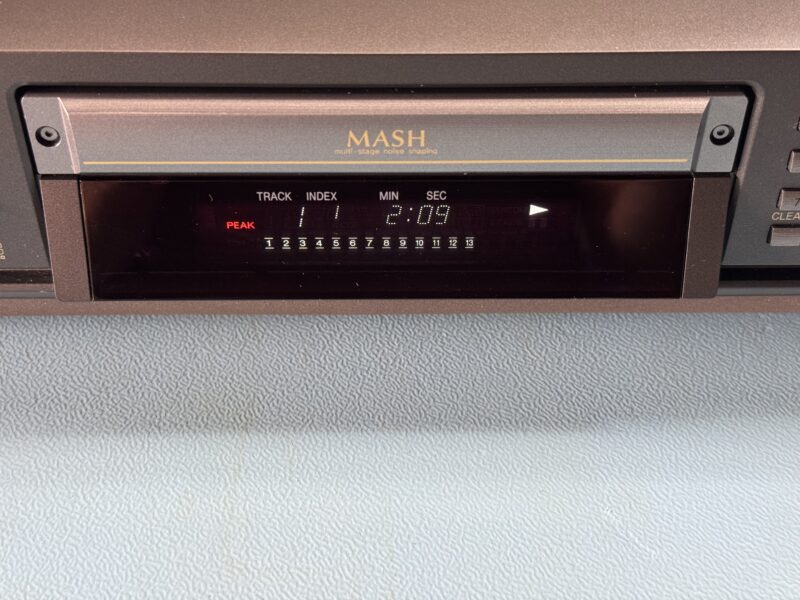 MASH
multi-stage noise shaping
TRACK INDEX MIN SEC
PEAK 1 1 2:09
1 2 3 4 5 6 7 8 9 10 11 12 13
CLEA